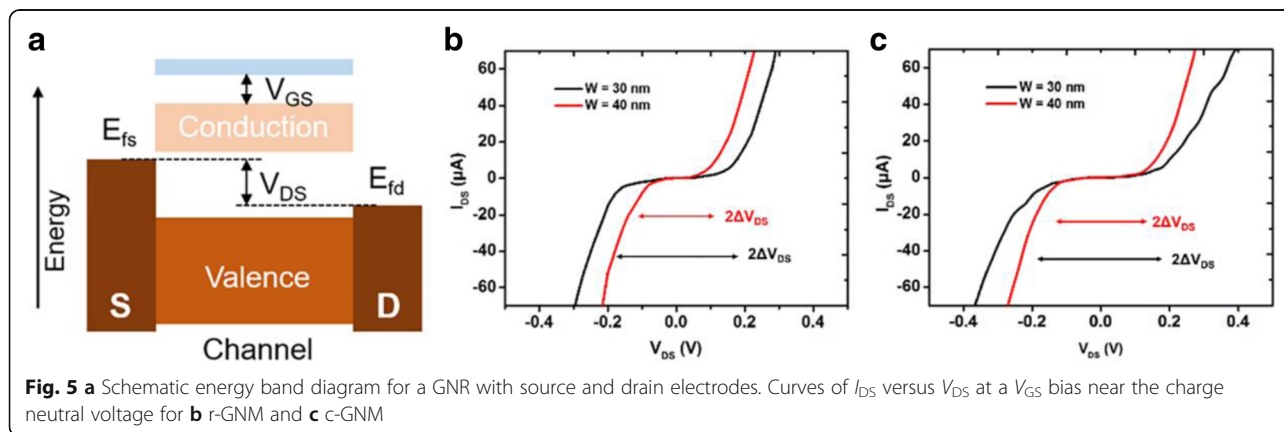 a
Energy
E_fs
V_GS
Conduction
V_DS
E_fd
Valence
S
D
Channel
b
W = 30 nm
W = 40 nm
I_DS (μA)
60
40
20
0
-20
-40
-60
2ΔV_DS
2ΔV_DS
-0.4
-0.2
0.0
0.2
0.4
V_DS (V)
c
W = 30 nm
W = 40 nm
I_DS (μA)
60
40
20
0
-20
-40
-60
2ΔV_DS
2ΔV_DS
-0.4
-0.2
0.0
0.2
0.4
V_DS (V)
Fig. 5 a Schematic energy band diagram for a GNR with source and drain electrodes. Curves of I_DS versus V_DS at a V_GS bias near the charge
neutral voltage for b r-GNM and c c-GNM